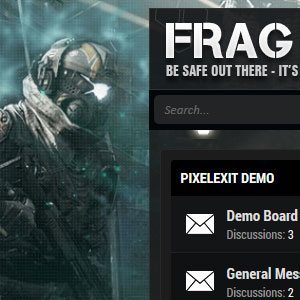 FRAG
BE SAFE OUT THERE - IT'S
Search...
PIXELEXIT DEMO
Demo Board
Discussions: 3
General Mes
Discussions: 2